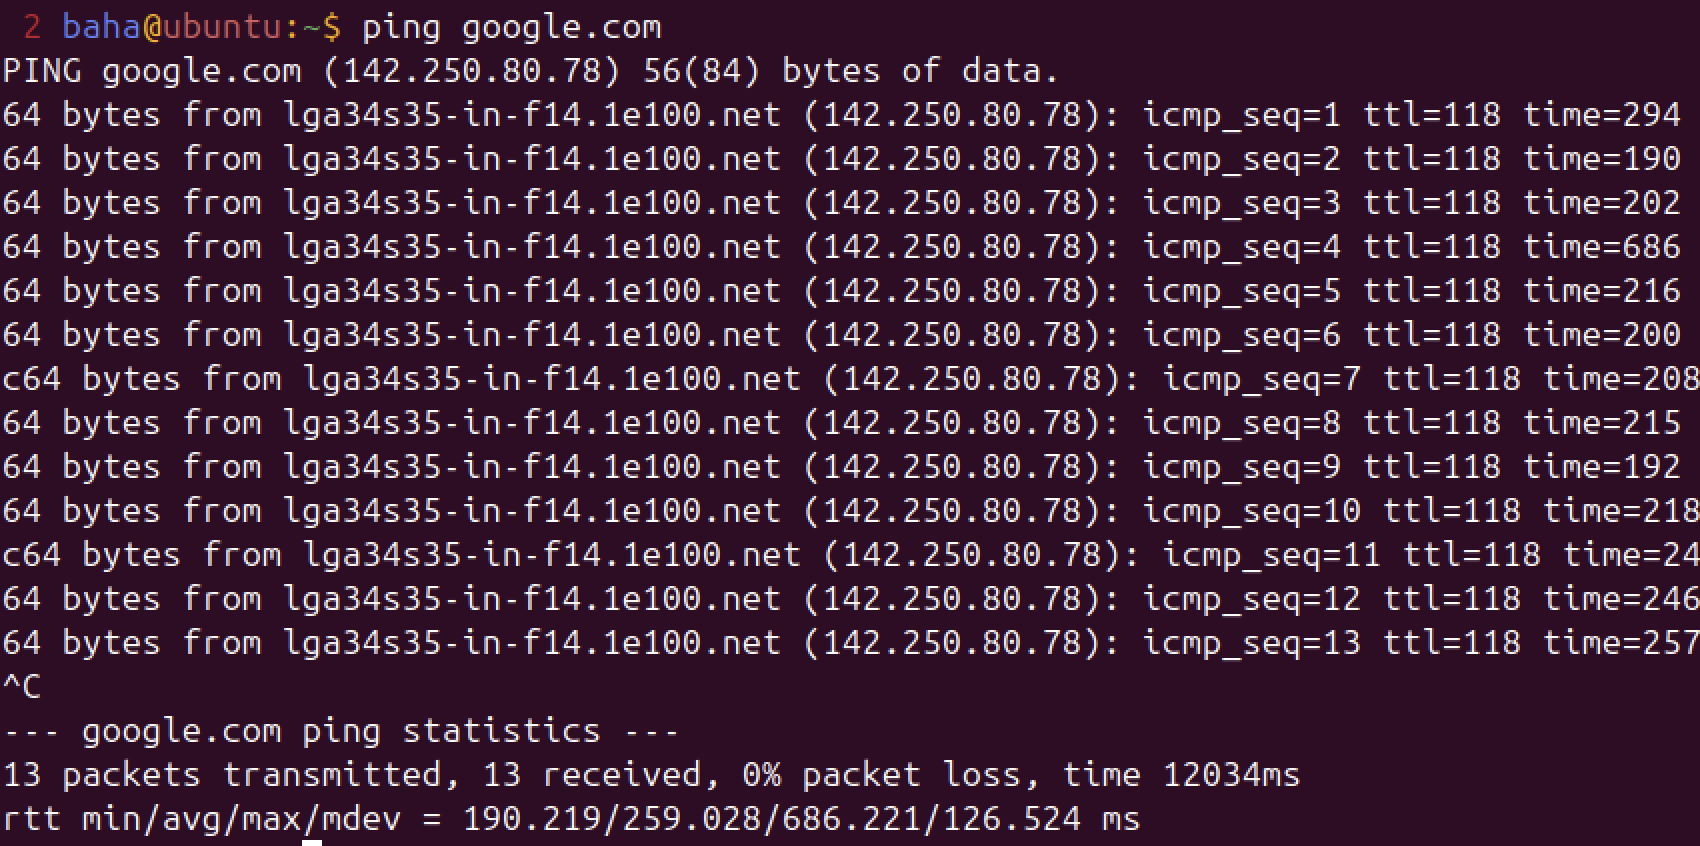 2 baha@ubuntu:~$ ping google.com
PING google.com (142.250.80.78) 56(84) bytes of data.
64 bytes from lga34s35-in-f14.1e100.net (142.250.80.78): icmp_seq=1 ttl=118 time=294
64 bytes from lga34s35-in-f14.1e100.net (142.250.80.78): icmp_seq=2 ttl=118 time=190
64 bytes from lga34s35-in-f14.1e100.net (142.250.80.78): icmp_seq=3 ttl=118 time=202
64 bytes from lga34s35-in-f14.1e100.net (142.250.80.78): icmp_seq=4 ttl=118 time=686
64 bytes from lga34s35-in-f14.1e100.net (142.250.80.78): icmp_seq=5 ttl=118 time=216
64 bytes from lga34s35-in-f14.1e100.net (142.250.80.78): icmp_seq=6 ttl=118 time=200
c64 bytes from lga34s35-in-f14.1e100.net (142.250.80.78): icmp_seq=7 ttl=118 time=208
64 bytes from lga34s35-in-f14.1e100.net (142.250.80.78): icmp_seq=8 ttl=118 time=215
64 bytes from lga34s35-in-f14.1e100.net (142.250.80.78): icmp_seq=9 ttl=118 time=192
64 bytes from lga34s35-in-f14.1e100.net (142.250.80.78): icmp_seq=10 ttl=118 time=218
c64 bytes from lga34s35-in-f14.1e100.net (142.250.80.78): icmp_seq=11 ttl=118 time=24
64 bytes from lga34s35-in-f14.1e100.net (142.250.80.78): icmp_seq=12 ttl=118 time=246
64 bytes from lga34s35-in-f14.1e100.net (142.250.80.78): icmp_seq=13 ttl=118 time=257
^C
--- google.com ping statistics ---
13 packets transmitted, 13 received, 0% packet loss, time 12034ms
rtt min/avg/max/mdev = 190.219/259.028/686.221/126.524 ms